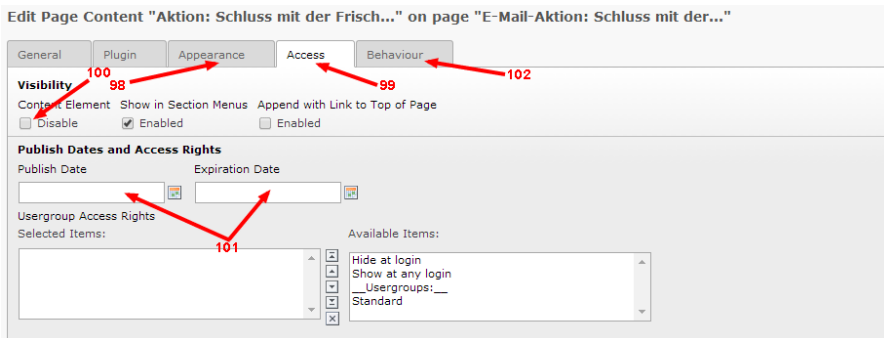 Edit Page Content "Aktion: Schluss mit der Frisch..." on page "E-Mail-Aktion: Schluss mit der..."
General Plugin Appearance Access Behaviour
100 102
Visibility 98 99
Content Element Show in Section Menus Append with Link to Top of Page
Disable Enabled Enabled
Publish Dates and Access Rights
Publish Date Expiration Date
Usergroup Access Rights
101
Selected Items: Available Items:
Hide at login
Show at any login
__Usergroups:__
Standard